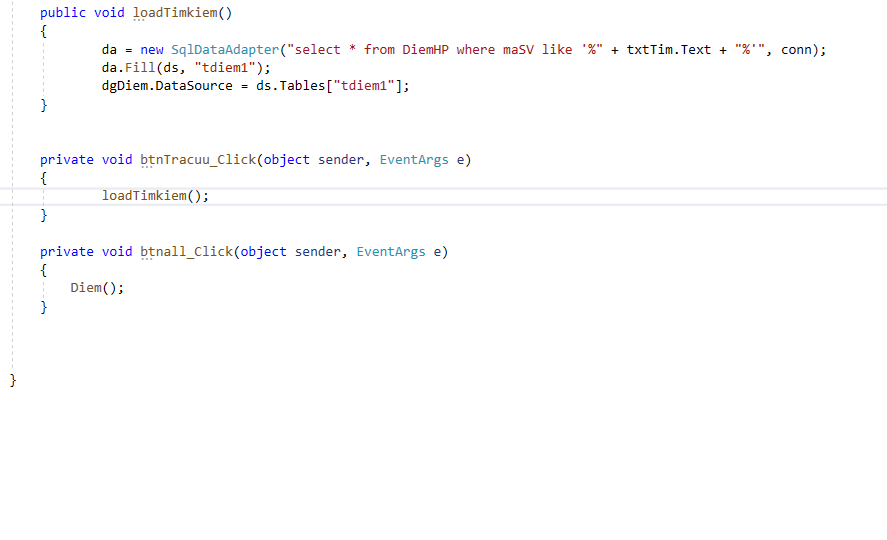 public void loadTimkiem()
{
da = new SqlDataAdapter("select * from DiemHP where maSV like '%" + txtTim.Text + "%'", conn);
da.Fill(ds, "tdiem1");
dgDiem.DataSource = ds.Tables["tdiem1"];
}
private void btnTracuu_Click(object sender, EventArgs e)
{
loadTimkiem();
}
private void btnall_Click(object sender, EventArgs e)
{
Diem();
}
}